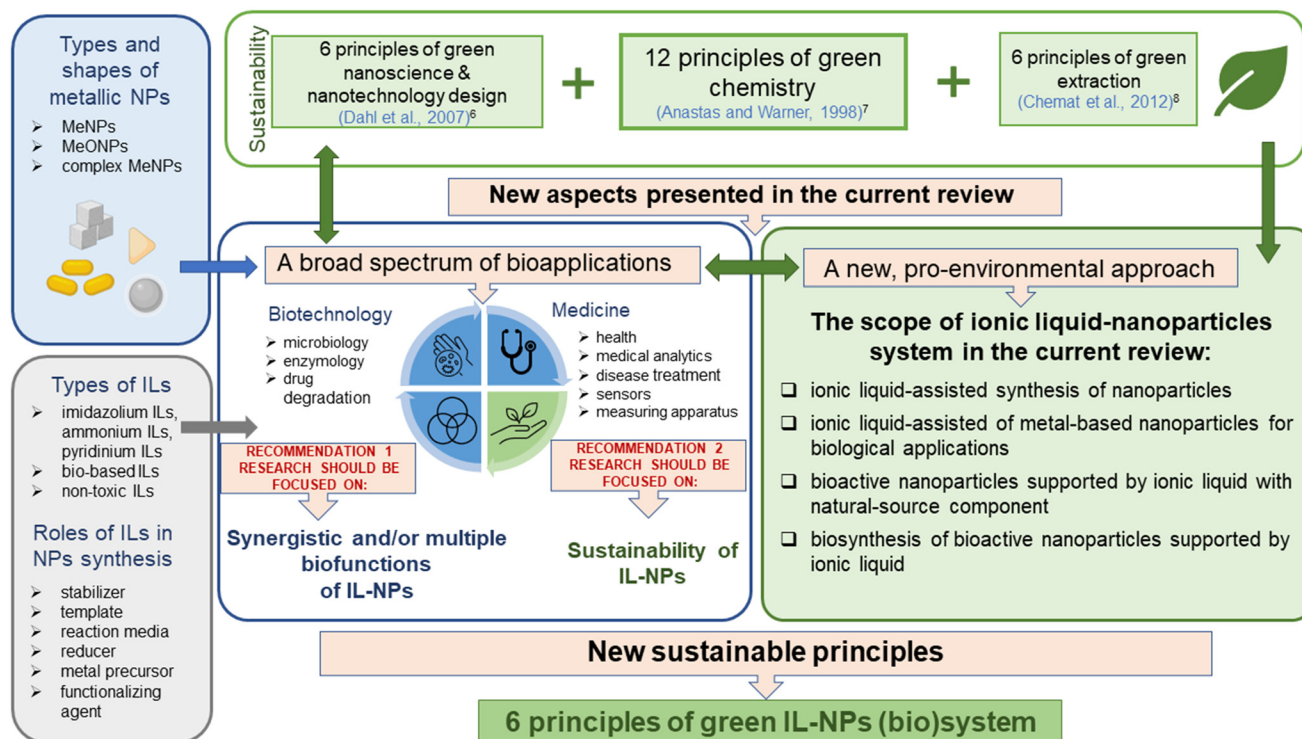 Types and
shapes of
metallic NPs
➢ MeNPs
➢ MeONPs
➢ complex MeNPs
Sustainability
6 principles of green
nanoscience &
nanotechnology design
(Dahl et al., 2007)6
+
12 principles of green
chemistry
(Anastas and Warner, 1998)7
+
6 principles of green
extraction
(Chemat et al., 2012)8
New aspects presented in the current review
A broad spectrum of bioapplications
Biotechnology
➢ microbiology
➢ enzymology
➢ drug
degradation
Medicine
➢ health
➢ medical analytics
➢ disease treatment
➢ sensors
➢ measuring apparatus
RECOMMENDATION 1
RESEARCH SHOULD BE
FOCUSED ON:
Synergistic and/or multiple
biofunctions
of IL-NPs
RECOMMENDATION 2
RESEARCH SHOULD BE
FOCUSED ON:
Sustainability of
IL-NPs
A new, pro-environmental approach
The scope of ionic liquid-nanoparticles
system in the current review:
❑ ionic liquid-assisted synthesis of nanoparticles
❑ ionic liquid-assisted of metal-based nanoparticles for
biological applications
❑ bioactive nanoparticles supported by ionic liquid with
natural-source component
❑ biosynthesis of bioactive nanoparticles supported by
ionic liquid
Types of ILs
➢ imidazolium ILs,
ammonium ILs,
pyridinium ILs
➢ bio-based ILs
➢ non-toxic ILs
Roles of ILs in
NPs synthesis
➢ stabilizer
➢ template
➢ reaction media
➢ reducer
➢ metal precursor
➢ functionalizing
agent
New sustainable principles
6 principles of green IL-NPs (bio)system